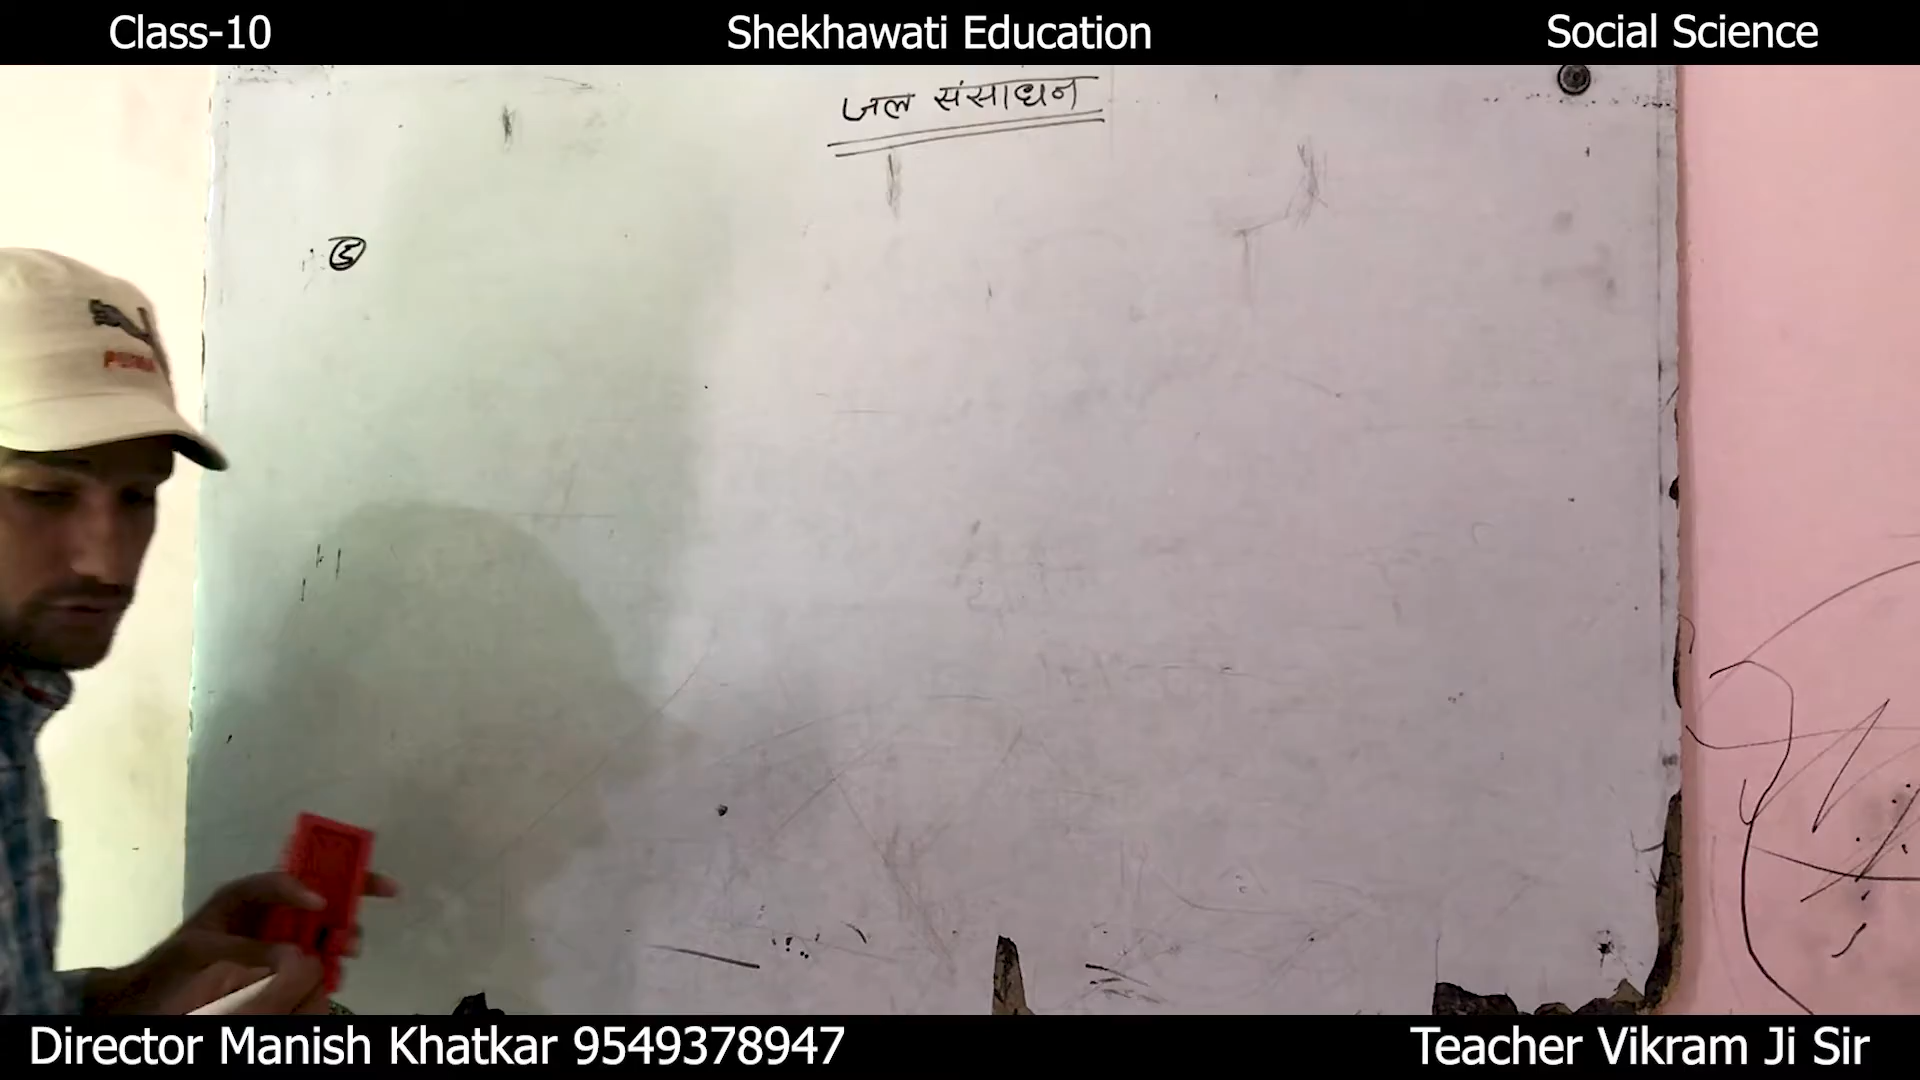 Class-10 Shekhawati Education Social Science
जल संसाधन
Director Manish Khatkar 9549378947 Teacher Vikram Ji Sir